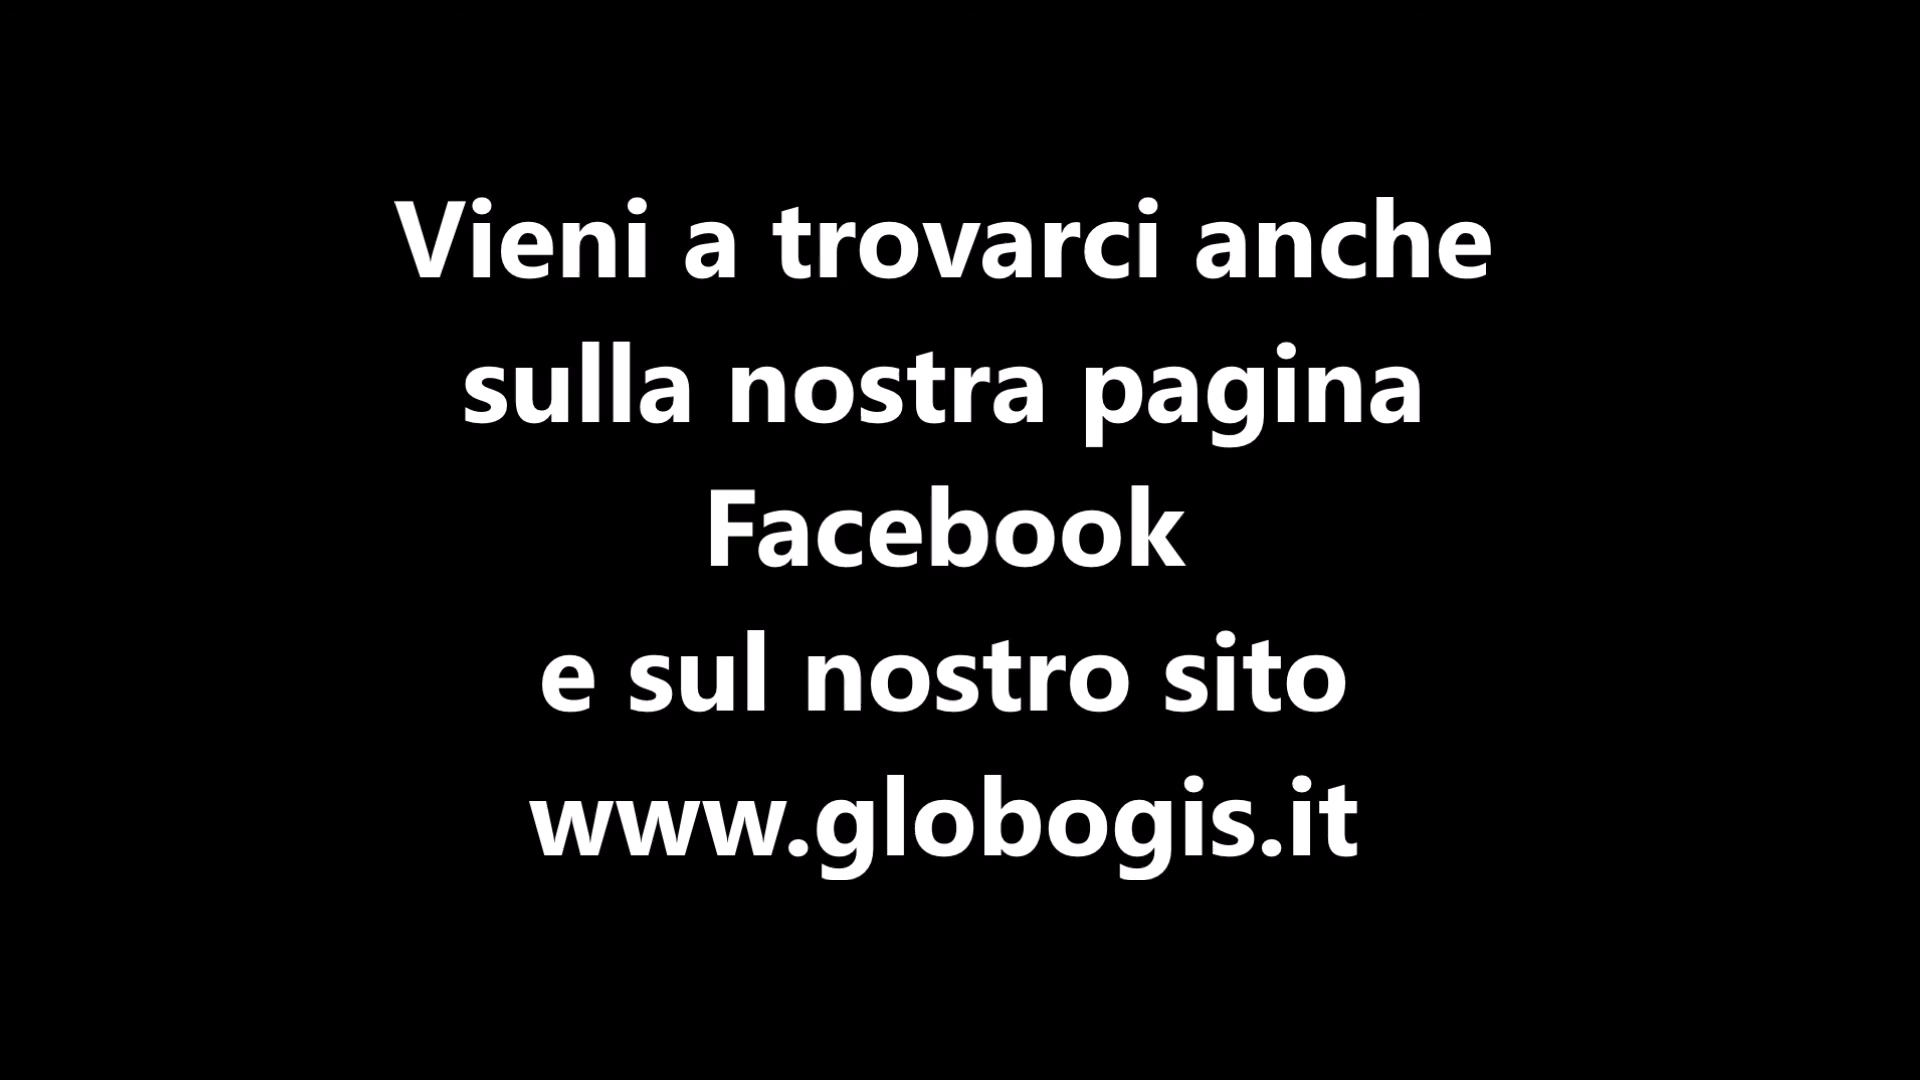 Vieni a trovarci anche
sulla nostra pagina
Facebook
e sul nostro sito
www.globogis.it